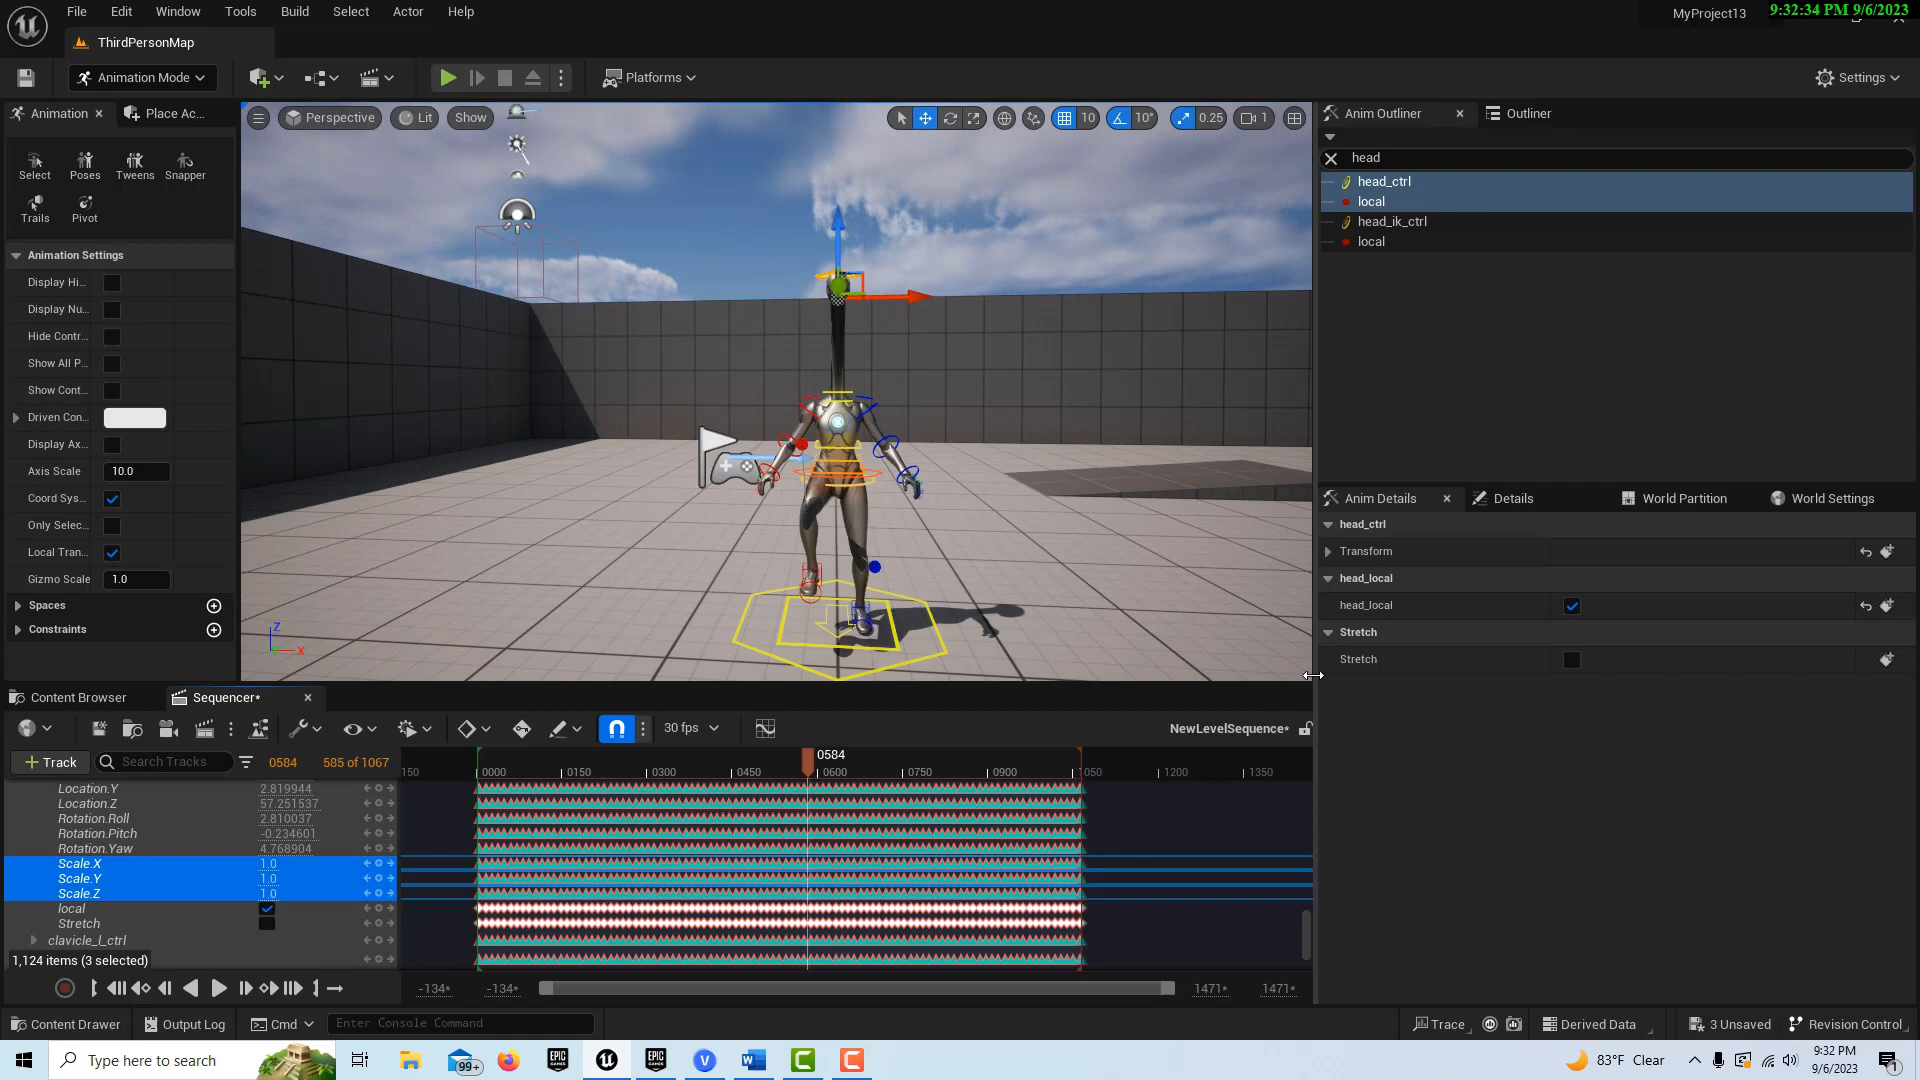 File Edit Window Tools Build Select Actor Help
MyProject13
9:32:34 PM 9/6/2023
ThirdPersonMap
Animation Mode
Platforms
Settings
Animation
Place Ac...
Perspective
Lit
Show
10
10°
0.25
1
Anim Outliner
Outliner
head
head_ctrl
local
head_ik_ctrl
local
Select
Poses
Tweens
Snapper
Trails
Pivot
Animation Settings
Display Hi...
Display Nu...
Hide Contr...
Show All P...
Show Cont...
Driven Con...
Display Ax...
Axis Scale 10.0
Coord Sys...
Only Selec...
Local Tran...
Gizmo Scale 1.0
Spaces
Constraints
Z
X
Anim Details
Details
World Partition
World Settings
head_ctrl
Transform
head_local
head_local
Stretch
Stretch
Content Browser
Sequencer*
30 fps
NewLevelSequence*
Track
Search Tracks
0584
585 of 1067
0584
150 0000 0150 0300 0450 0600 0750 0900 1050 1200 1350
Location.Y 2.819944
Location.Z 57.251537
Rotation.Roll 2.810037
Rotation.Pitch -0.234601
Rotation.Yaw 4.768904
Scale.X 1.0
Scale.Y 1.0
Scale.Z 1.0
local
Stretch
clavicle_l_ctrl
1,124 items (3 selected)
-134* -134* 1471* 1471*
Content Drawer
Output Log
Cmd
Enter Console Command
Trace
Derived Data
3 Unsaved
Revision Control
Type here to search
99+
EPIC GAMES
EPIC GAMES
83°F Clear
9:32 PM
9/6/2023
1